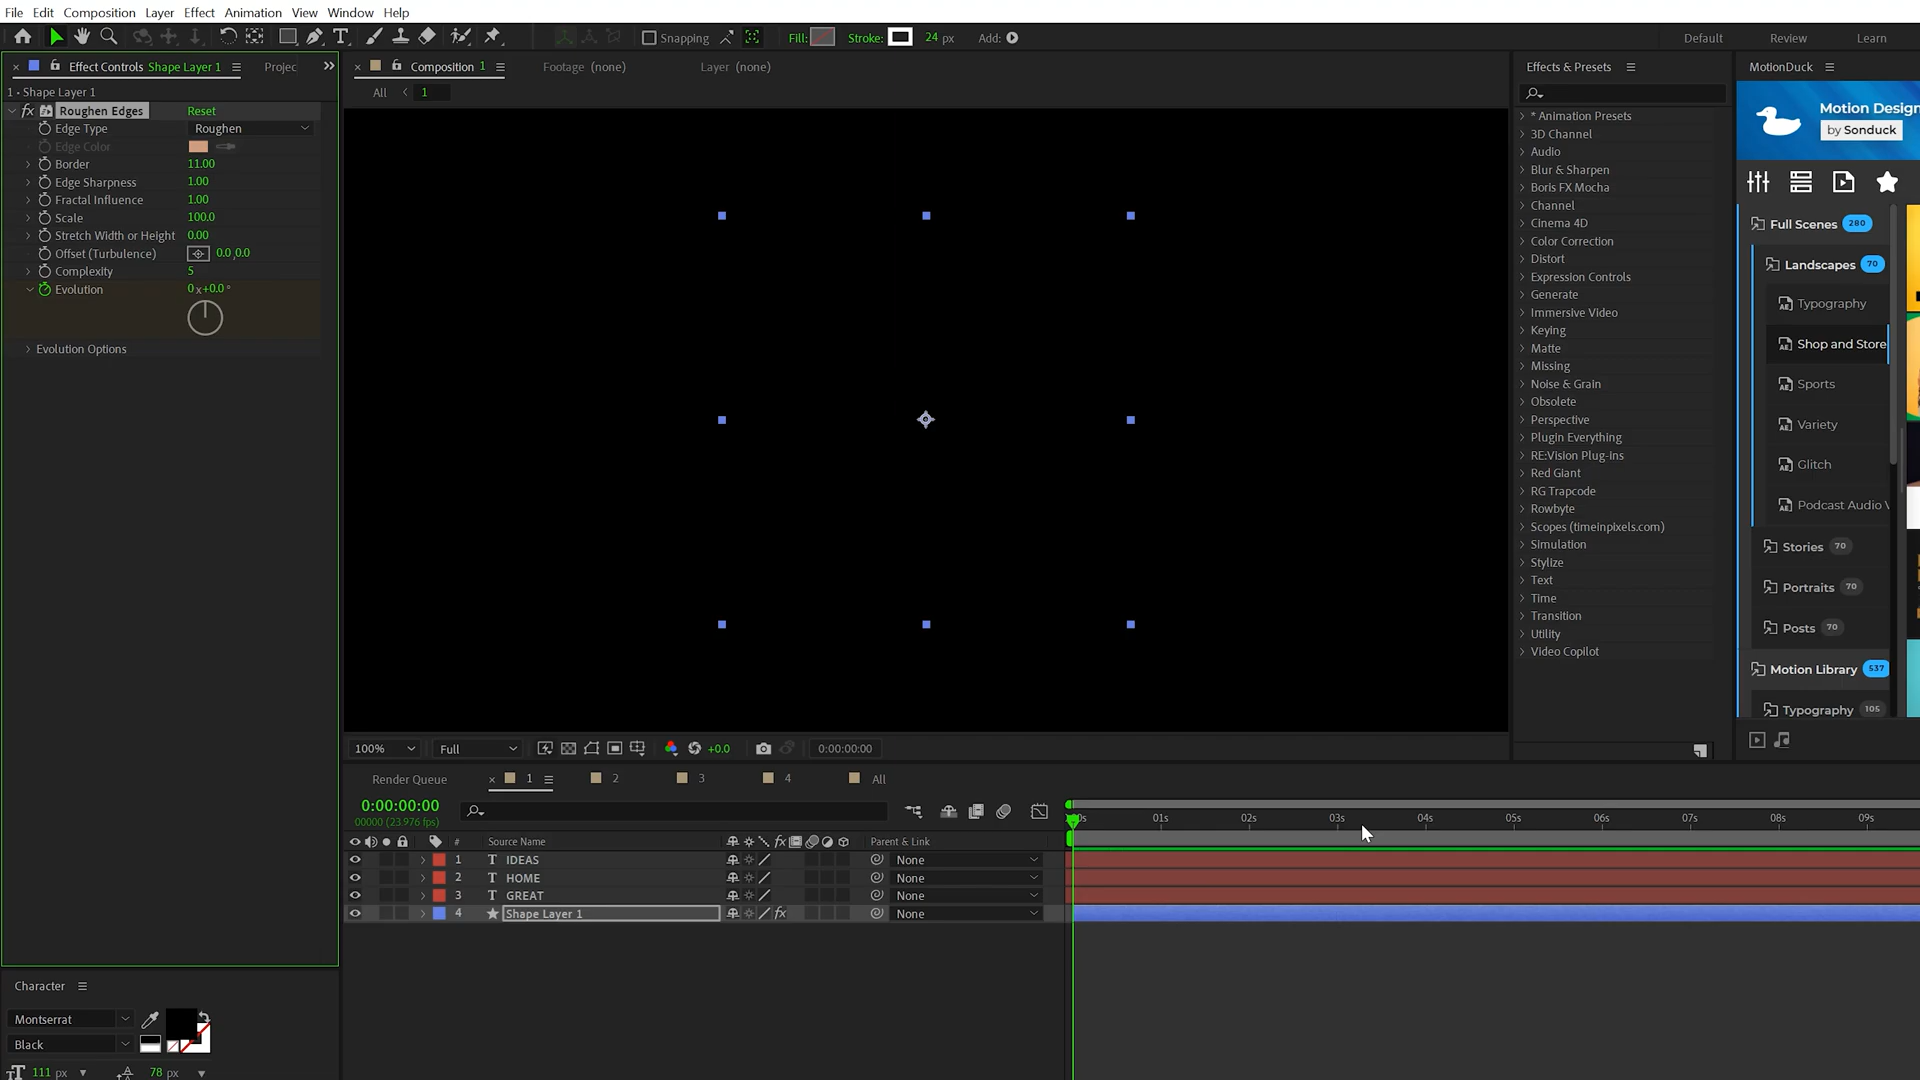 File Edit Composition Layer Effect Animation View Window Help
Snapping Fill: Stroke: 24 px Add: Default Review Learn
Effect Controls Shape Layer 1 Projec
Composition 1 Footage (none) Layer (none)
Effects & Presets
MotionDuck
1 • Shape Layer 1
All 1
fx Roughen Edges Reset
Edge Type Roughen
Edge Color
Border 11.00
Edge Sharpness 1.00
Fractal Influence 1.00
Scale 100.0
Stretch Width or Height 0.00
Offset (Turbulence) 0.0,0.0
Complexity 5
Evolution 0x+0.0°
Evolution Options
* Animation Presets
3D Channel
Audio
Blur & Sharpen
Boris FX Mocha
Channel
Cinema 4D
Color Correction
Distort
Expression Controls
Generate
Immersive Video
Keying
Matte
Missing
Noise & Grain
Obsolete
Perspective
Plugin Everything
RE:Vision Plug-ins
Red Giant
RG Trapcode
Rowbyte
Scopes (timeinpixels.com)
Simulation
Stylize
Text
Time
Transition
Utility
Video Copilot
Motion Design
by Sonduck
Full Scenes 280
Landscapes 70
Typography
Shop and Store
Sports
Variety
Glitch
Podcast Audio V
Stories 70
Portraits 70
Posts 70
Motion Library 537
Typography 105
100% Full +0.0 0:00:00:00
Render Queue 1 2 3 4 All
0:00:00:00
00000 (23.976 fps)
01s 02s 03s 04s 05s 06s 07s 08s 09s
# Source Name fx Parent & Link
1 T IDEAS None
2 T HOME None
3 T GREAT None
4 Shape Layer 1 fx None
Character
Montserrat
Black
111 px 78 px